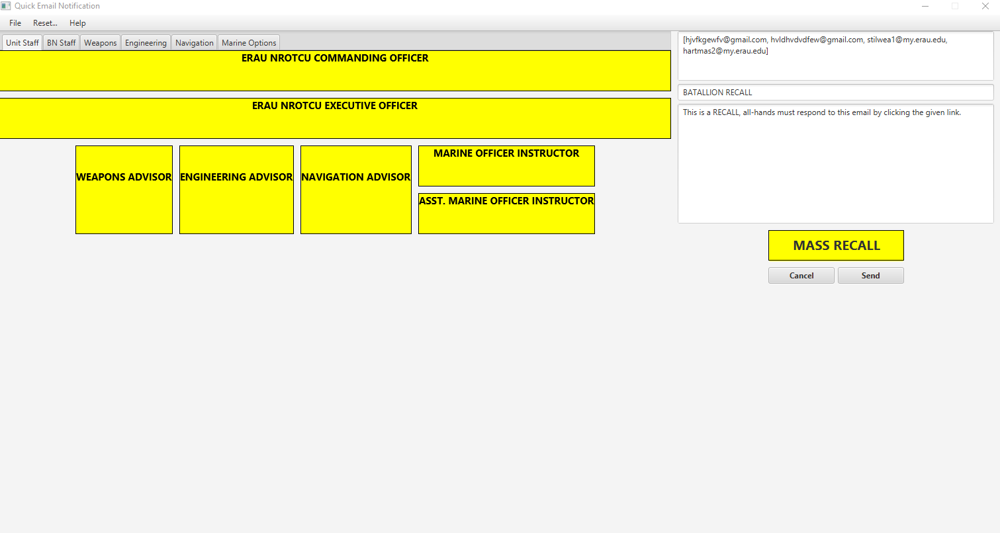 Quick Email Notification
File Reset... Help
Unit Staff BN Staff Weapons Engineering Navigation Marine Options
ERAU NROTCU COMMANDING OFFICER
ERAU NROTCU EXECUTIVE OFFICER
WEAPONS ADVISOR
ENGINEERING ADVISOR
NAVIGATION ADVISOR
MARINE OFFICER INSTRUCTOR
ASST. MARINE OFFICER INSTRUCTOR
[hjvfkgewfv@gmail.com, hvldhvdvdfew@gmail.com, stilwea1@my.erau.edu,
hartmas2@my.erau.edu]
BATALLION RECALL
This is a RECALL, all-hands must respond to this email by clicking the given link.
MASS RECALL
Cancel Send